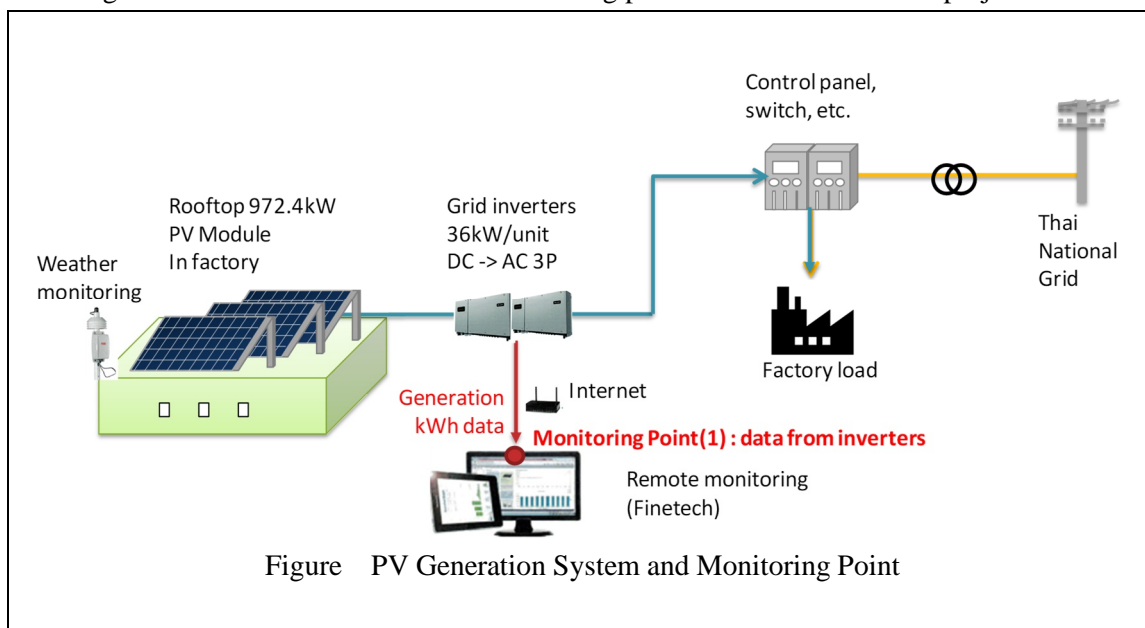 Control panel,
switch, etc.
Rooftop 972.4kW
PV Module
In factory
Grid inverters
36kW/unit
DC -> AC 3P
Thai
National
Grid
Weather
monitoring
Factory load
Generation
kWh data
Internet
Monitoring Point(1) : data from inverters
Remote monitoring
(Finetech)
Figure PV Generation System and Monitoring Point